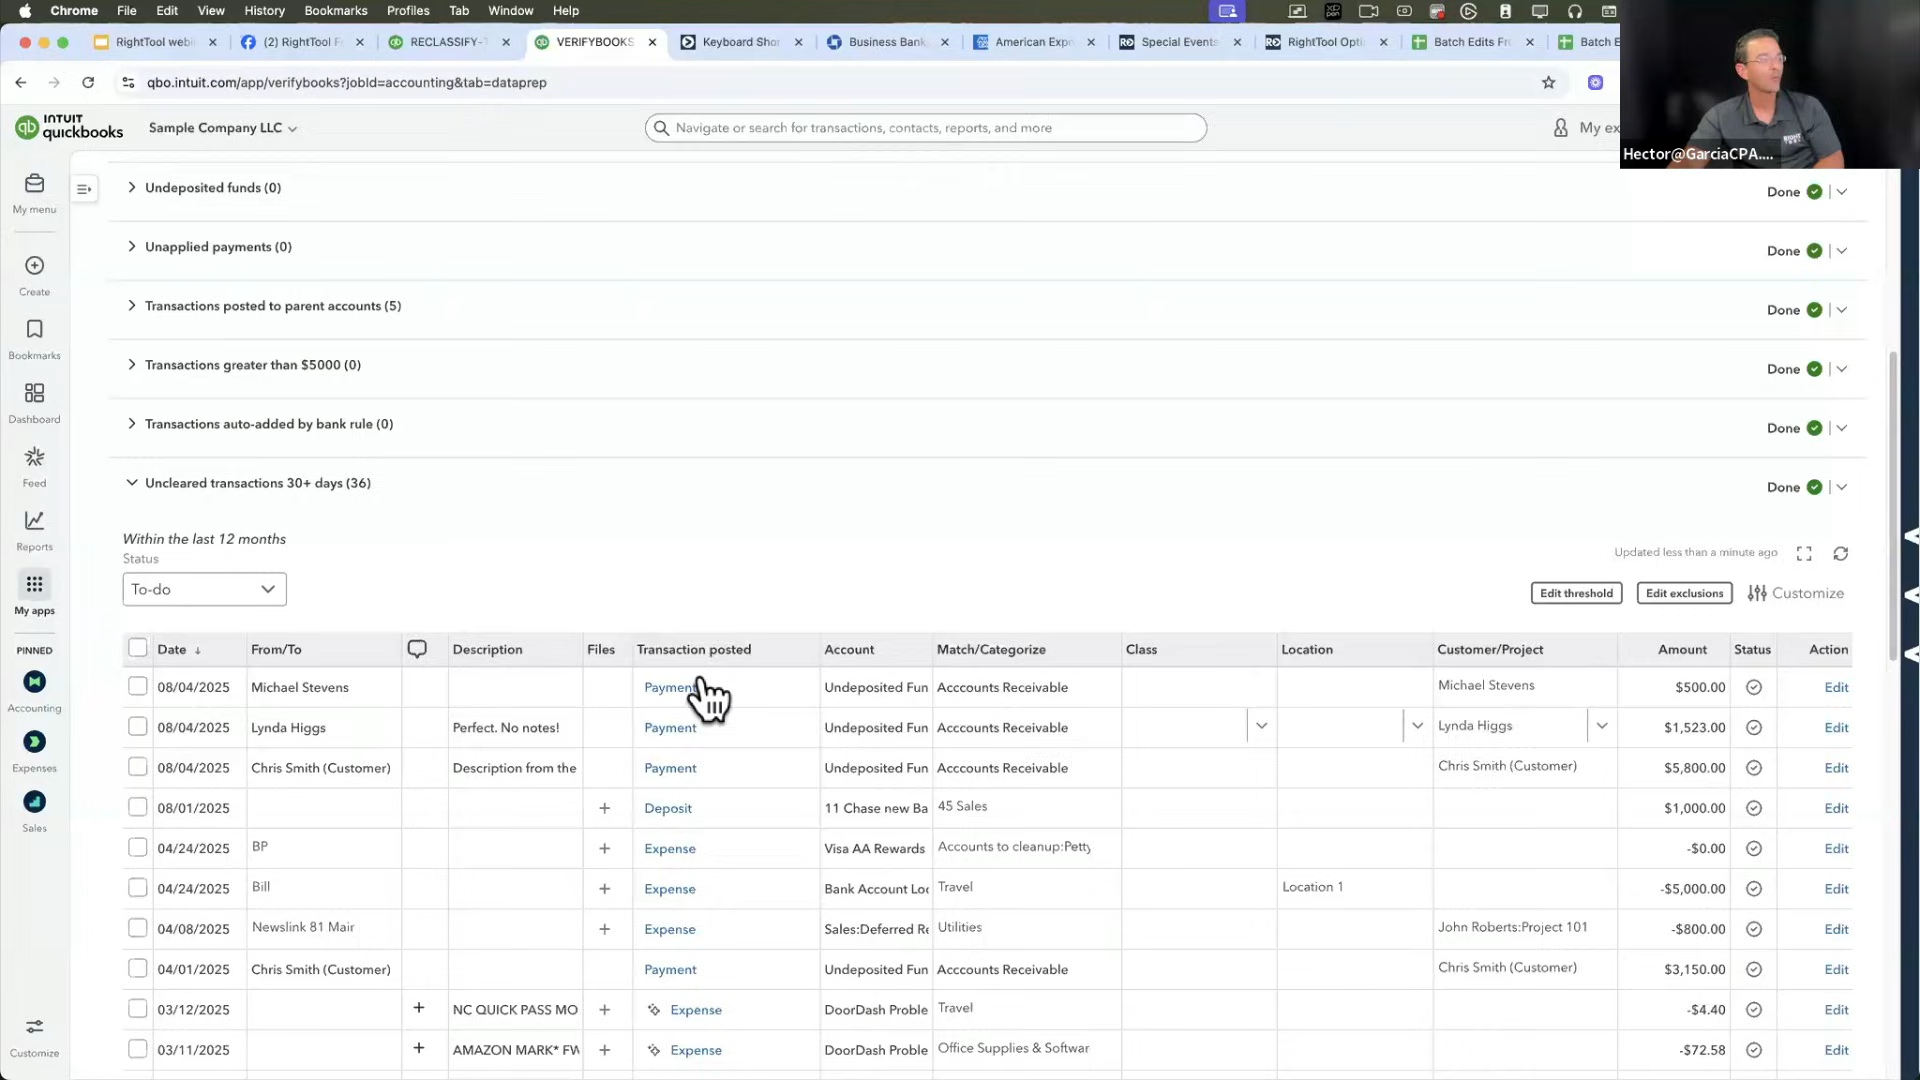 Chrome File Edit View History Bookmarks Profiles Tab Window Help
RightTool web (2) RightTool F RECLASSIFY- VERIFYBOOKS Keyboard Sho Business Bank American Exp Special Events RightTool Opti Batch Edits Fr Batch E
qbo.intuit.com/app/verifybooks?jobId=accounting&tab=dataprep
INTUIT
quickbooks
Sample Company LLC
Navigate or search for transactions, contacts, reports, and more
My ex
RIGHT
Hector@GarciaCPA....
My menu
Create
Bookmarks
Dashboard
Feed
Reports
My apps
PINNED
Accounting
Expenses
Sales
Customize
Undeposited funds (0) Done
Unapplied payments (0) Done
Transactions posted to parent accounts (5) Done
Transactions greater than $5000 (0) Done
Transactions auto-added by bank rule (0) Done
Uncleared transactions 30+ days (36) Done
Within the last 12 months
Status
Updated less than a minute ago
To-do
Edit threshold Edit exclusions Customize
Date From/To Description Files Transaction posted Account Match/Categorize Class Location Customer/Project Amount Status Action
08/04/2025 Michael Stevens Payment Undeposited Fun Acccounts Receivable Michael Stevens $500.00 Edit
08/04/2025 Lynda Higgs Perfect. No notes! Payment Undeposited Fun Acccounts Receivable Lynda Higgs $1,523.00 Edit
08/04/2025 Chris Smith (Customer) Description from the Payment Undeposited Fun Acccounts Receivable Chris Smith (Customer) $5,800.00 Edit
08/01/2025 + Deposit 11 Chase new Ba 45 Sales $1,000.00 Edit
04/24/2025 BP + Expense Visa AA Rewards Accounts to cleanup:Petty -$0.00 Edit
04/24/2025 Bill + Expense Bank Account Loc Travel Location 1 -$5,000.00 Edit
04/08/2025 Newslink 81 Mair + Expense Sales:Deferred Re Utilities John Roberts:Project 101 -$800.00 Edit
04/01/2025 Chris Smith (Customer) Payment Undeposited Fun Acccounts Receivable Chris Smith (Customer) $3,150.00 Edit
03/12/2025 + NC QUICK PASS MO + Expense DoorDash Proble Travel -$4.40 Edit
03/11/2025 + AMAZON MARK* FW + Expense DoorDash Proble Office Supplies & Softwar -$72.58 Edit